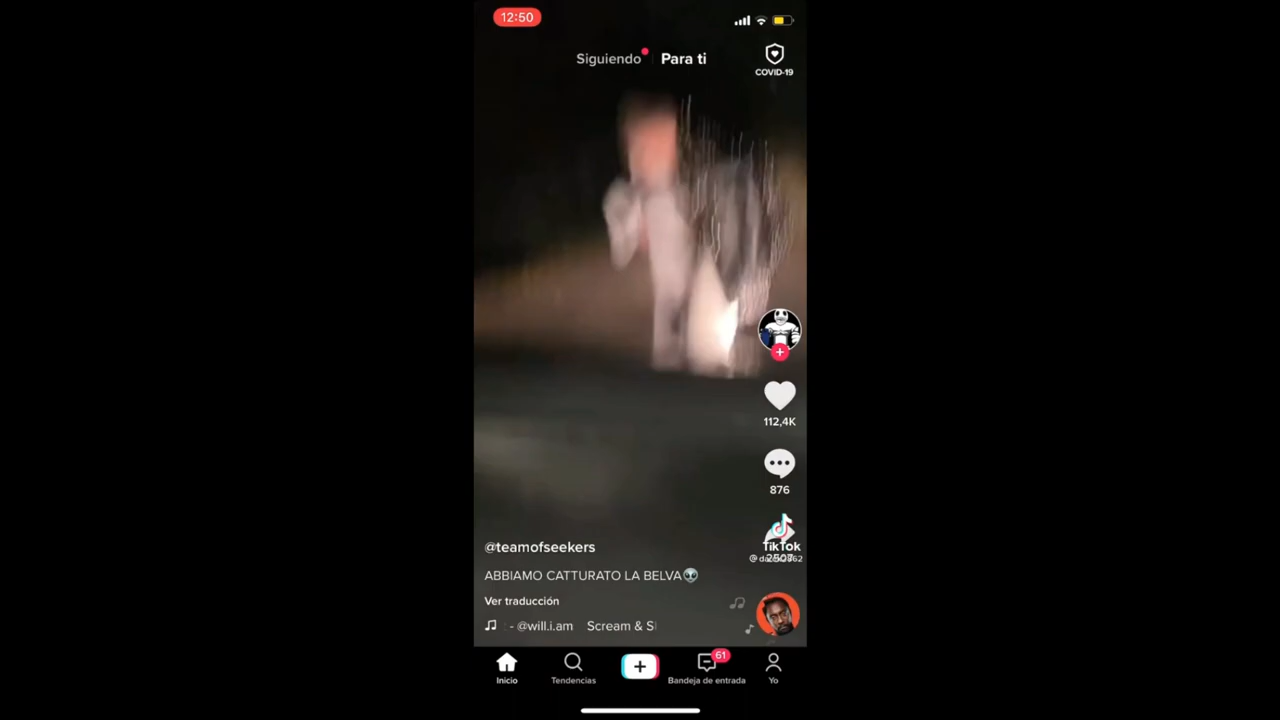 12:50
Siguiendo
Para ti
COVID-19
112,4K
876
@teamofseekers
TikTok
ABBIAMO CATTURATO LA BELVA👽
Ver traducción
- @will.i.am Scream & S
Inicio
Tendencias
61
Bandeja de entrada
Yo